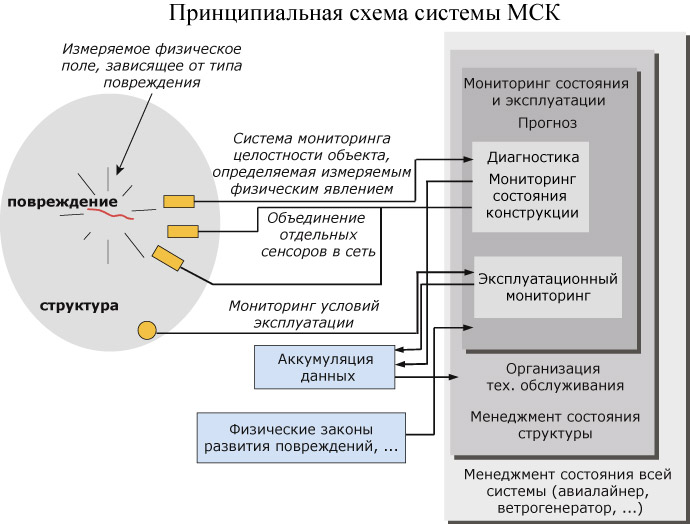 Принципиальная схема системы МСК
Измеряемое физическое
поле, зависящее от типа
повреждения
повреждение
структура
Система мониторинга
целостности объекта,
определяемая измеряемым
физическим явлением
Объединение
отдельных
сенсоров в сеть
Мониторинг условий
эксплуатации
Аккумуляция
данных
Физические законы
развития повреждений, ...
Мониторинг состояния
и эксплуатации
Прогноз
Диагностика
Мониторинг
состояния
конструкции
Эксплуатационный
мониторинг
Организация
тех. обслуживания
Менеджмент состояния
структуры
Менеджмент состояния всей
системы (авиалайнер,
ветрогенератор, ...)